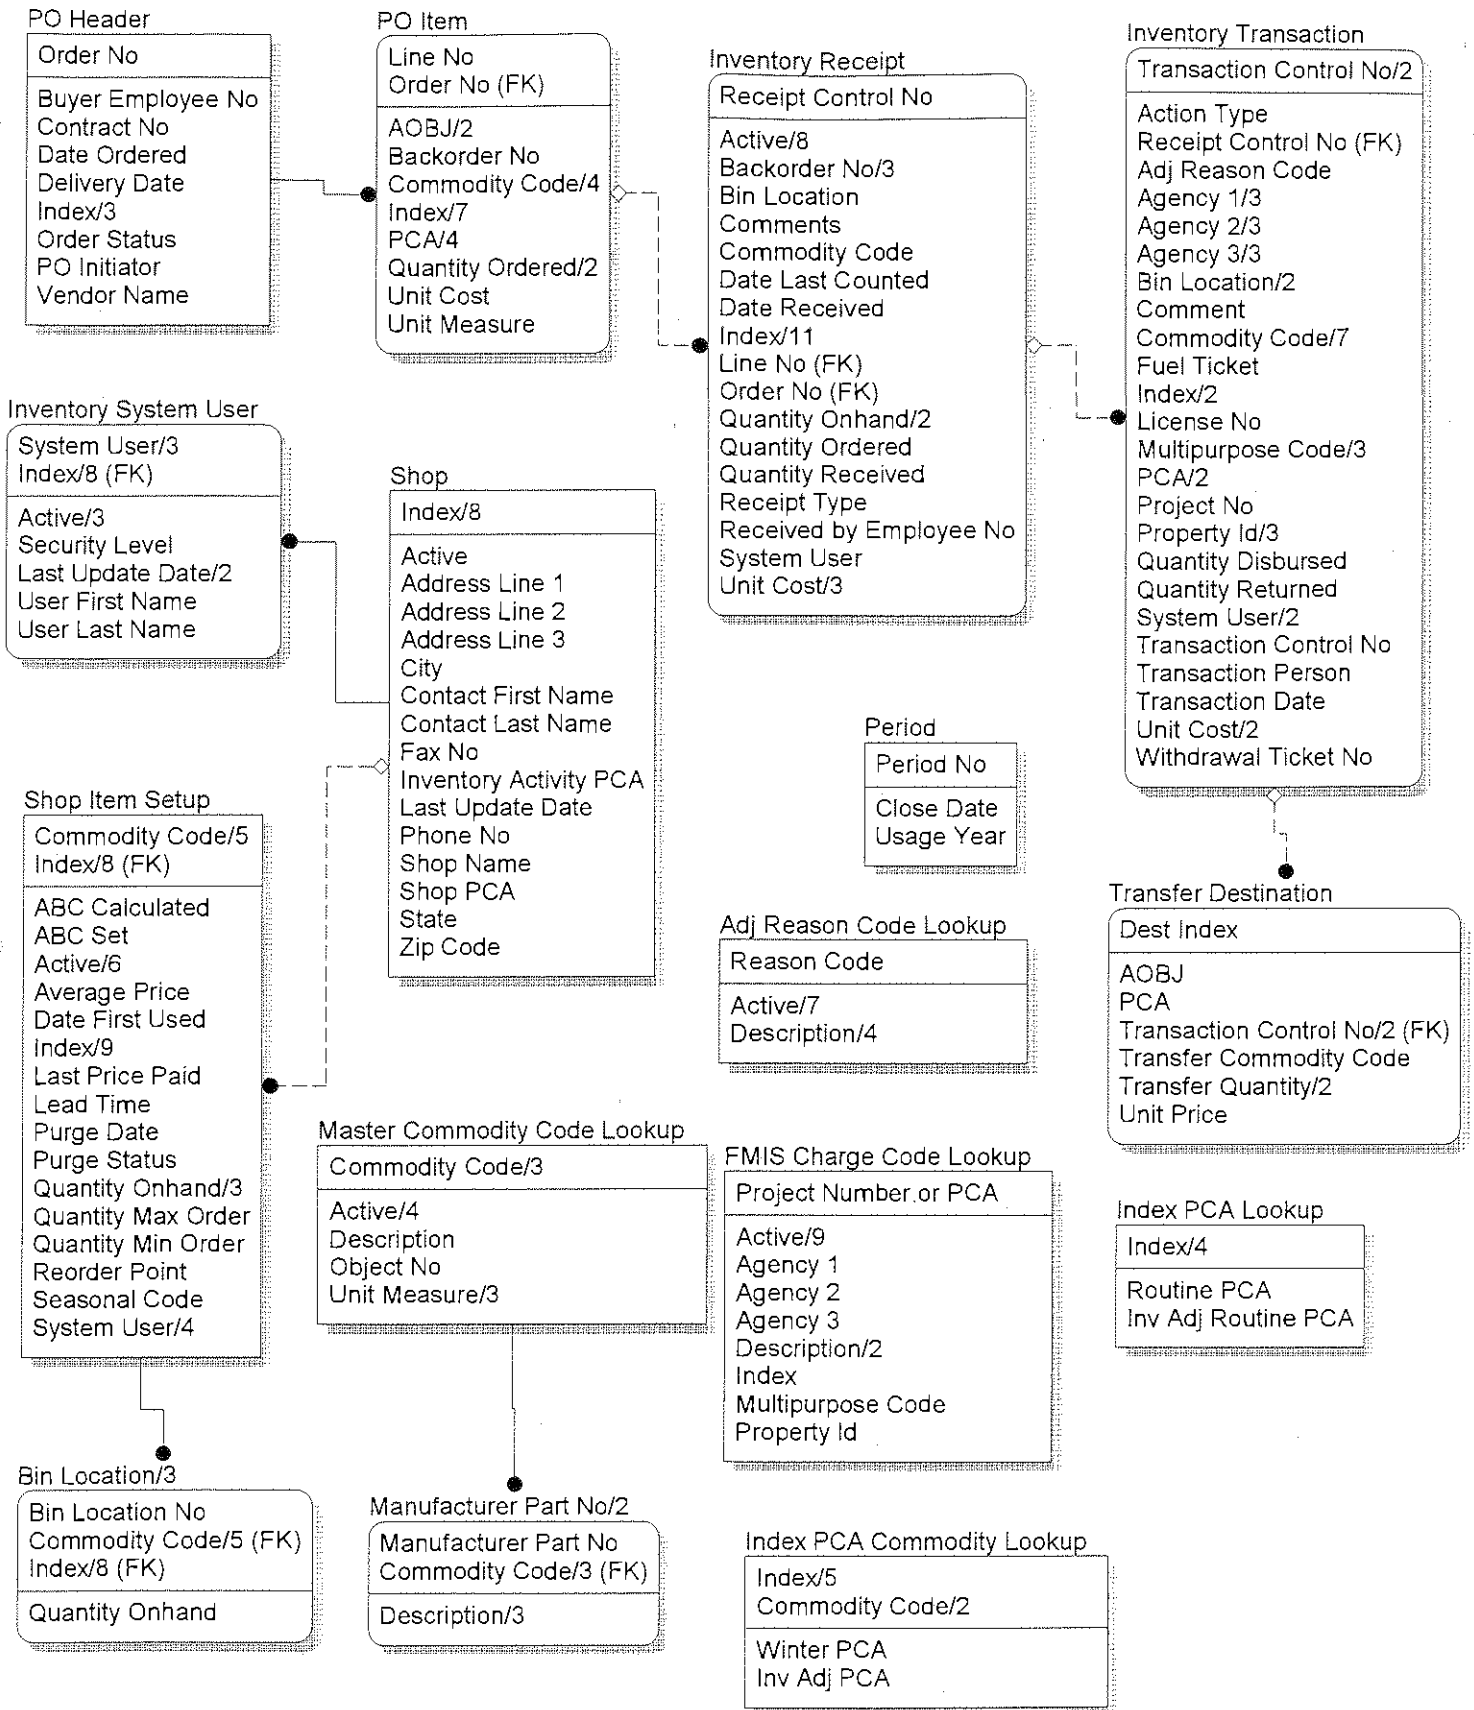 PO Header
Order No
Buyer Employee No
Contract No
Date Ordered
Delivery Date
Index/3
Order Status
PO Initiator
Vendor Name
PO Item
Line No
Order No (FK)
AOBJ/2
Backorder No
Commodity Code/4
Index/7
PCA/4
Quantity Ordered/2
Unit Cost
Unit Measure
Inventory Receipt
Receipt Control No
Active/8
Backorder No/3
Bin Location
Comments
Commodity Code
Date Last Counted
Date Received
Index/11
Line No (FK)
Order No (FK)
Quantity Onhand/2
Quantity Ordered
Quantity Received
Receipt Type
Received by Employee No
System User
Unit Cost/3
Inventory Transaction
Transaction Control No/2
Action Type
Receipt Control No (FK)
Adj Reason Code
Agency 1/3
Agency 2/3
Agency 3/3
Bin Location/2
Comment
Commodity Code/7
Fuel Ticket
Index/2
License No
Multipurpose Code/3
PCA/2
Project No
Property Id/3
Quantity Disbursed
Quantity Returned
System User/2
Transaction Control No
Transaction Person
Transaction Date
Unit Cost/2
Withdrawal Ticket No
Inventory System User
System User/3
Index/8 (FK)
Active/3
Security Level
Last Update Date/2
User First Name
User Last Name
Shop
Index/8
Active
Address Line 1
Address Line 2
Address Line 3
City
Contact First Name
Contact Last Name
Fax No
Inventory Activity PCA
Last Update Date
Phone No
Shop Name
Shop PCA
State
Zip Code
Period
Period No
Close Date
Usage Year
Shop Item Setup
Commodity Code/5
Index/8 (FK)
ABC Calculated
ABC Set
Active/6
Average Price
Date First Used
Index/9
Last Price Paid
Lead Time
Purge Date
Purge Status
Quantity Onhand/3
Quantity Max Order
Quantity Min Order
Reorder Point
Seasonal Code
System User/4
Adj Reason Code Lookup
Reason Code
Active/7
Description/4
Transfer Destination
Dest Index
AOBJ
PCA
Transaction Control No/2 (FK)
Transfer Commodity Code
Transfer Quantity/2
Unit Price
Master Commodity Code Lookup
Commodity Code/3
Active/4
Description
Object No
Unit Measure/3
FMIS Charge Code Lookup
Project Number.or PCA
Active/9
Agency 1
Agency 2
Agency 3
Description/2
Index
Multipurpose Code
Property Id
Index PCA Lookup
Index/4
Routine PCA
Inv Adj Routine PCA
Bin Location/3
Bin Location No
Commodity Code/5 (FK)
Index/8 (FK)
Quantity Onhand
Manufacturer Part No/2
Manufacturer Part No
Commodity Code/3 (FK)
Description/3
Index PCA Commodity Lookup
Index/5
Commodity Code/2
Winter PCA
Inv Adj PCA